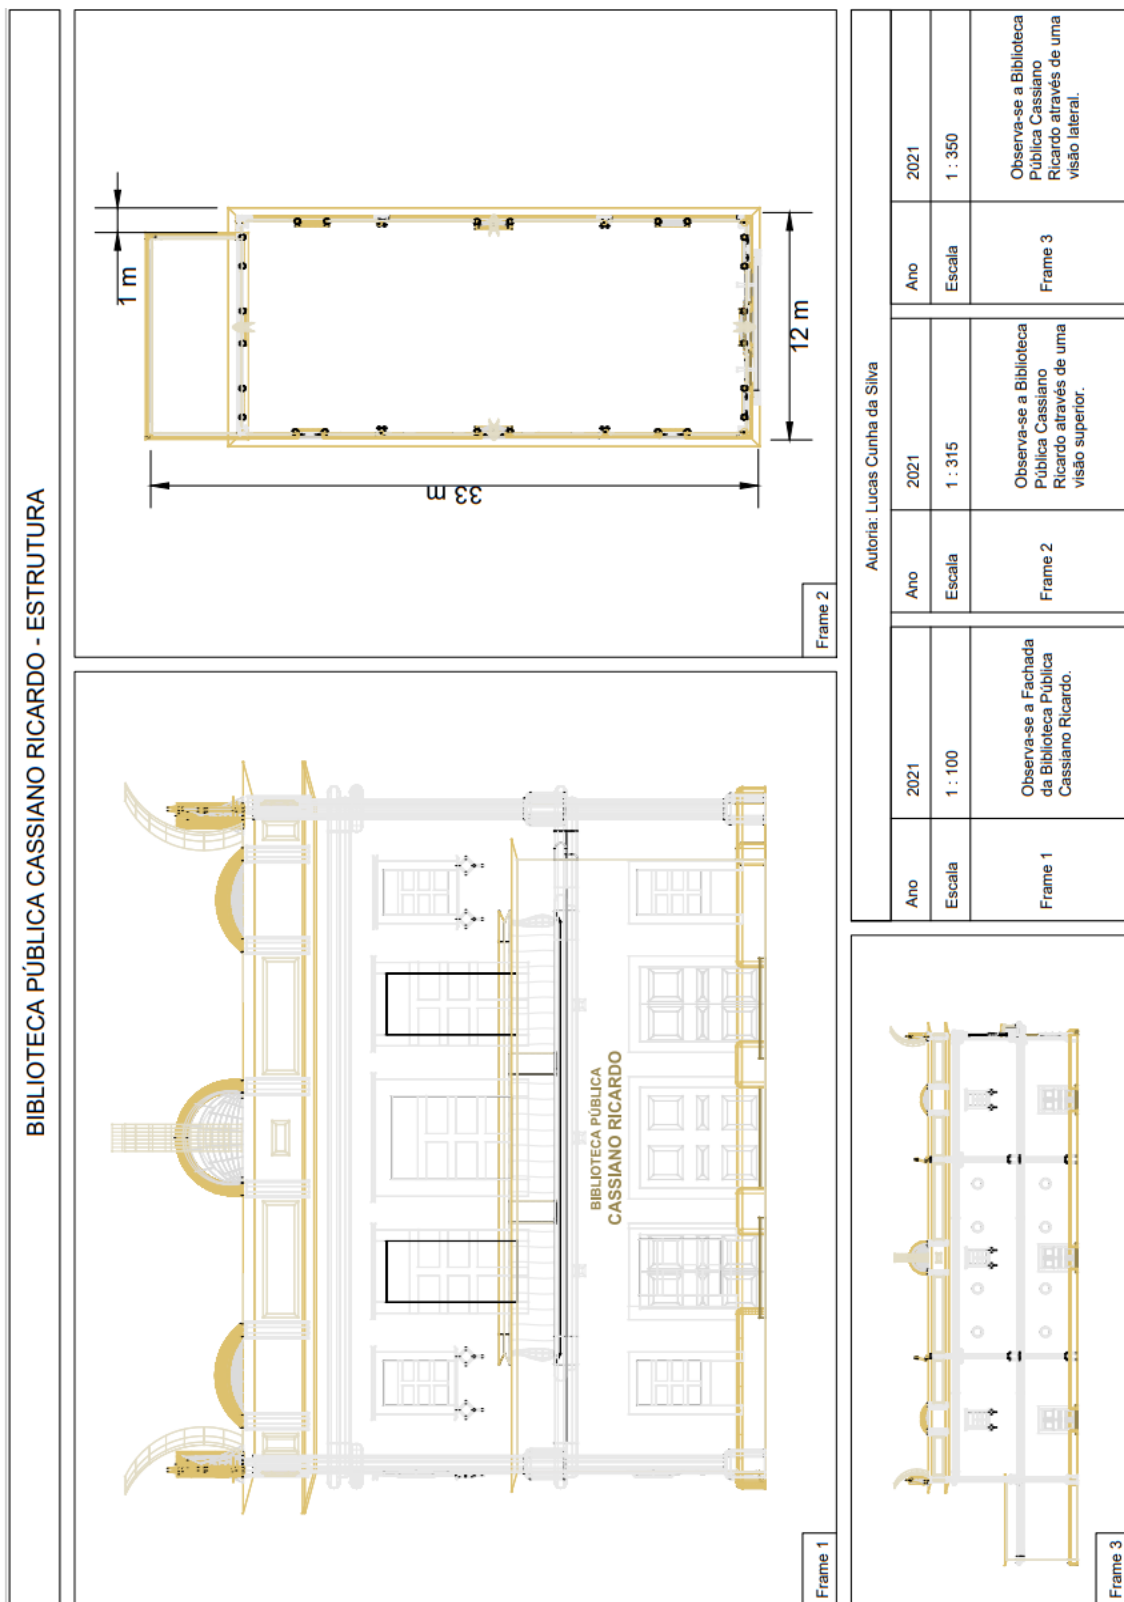 BIBLIOTECA PÚBLICA CASSIANO RICARDO - ESTRUTURA
BIBLIOTECA PÚBLICA
CASSIANO RICARDO
Frame 1
1 m
33 m
12 m
Frame 2
Frame 3
Autoria: Lucas Cunha da Silva
Ano
2021
Escala
1 : 100
Frame 1
Observa-se a Fachada
da Biblioteca Pública
Cassiano Ricardo.
Ano
2021
Escala
1 : 315
Frame 2
Observa-se a Biblioteca
Pública Cassiano
Ricardo através de uma
visão superior.
Ano
2021
Escala
1 : 350
Frame 3
Observa-se a Biblioteca
Pública Cassiano
Ricardo através de uma
visão lateral.